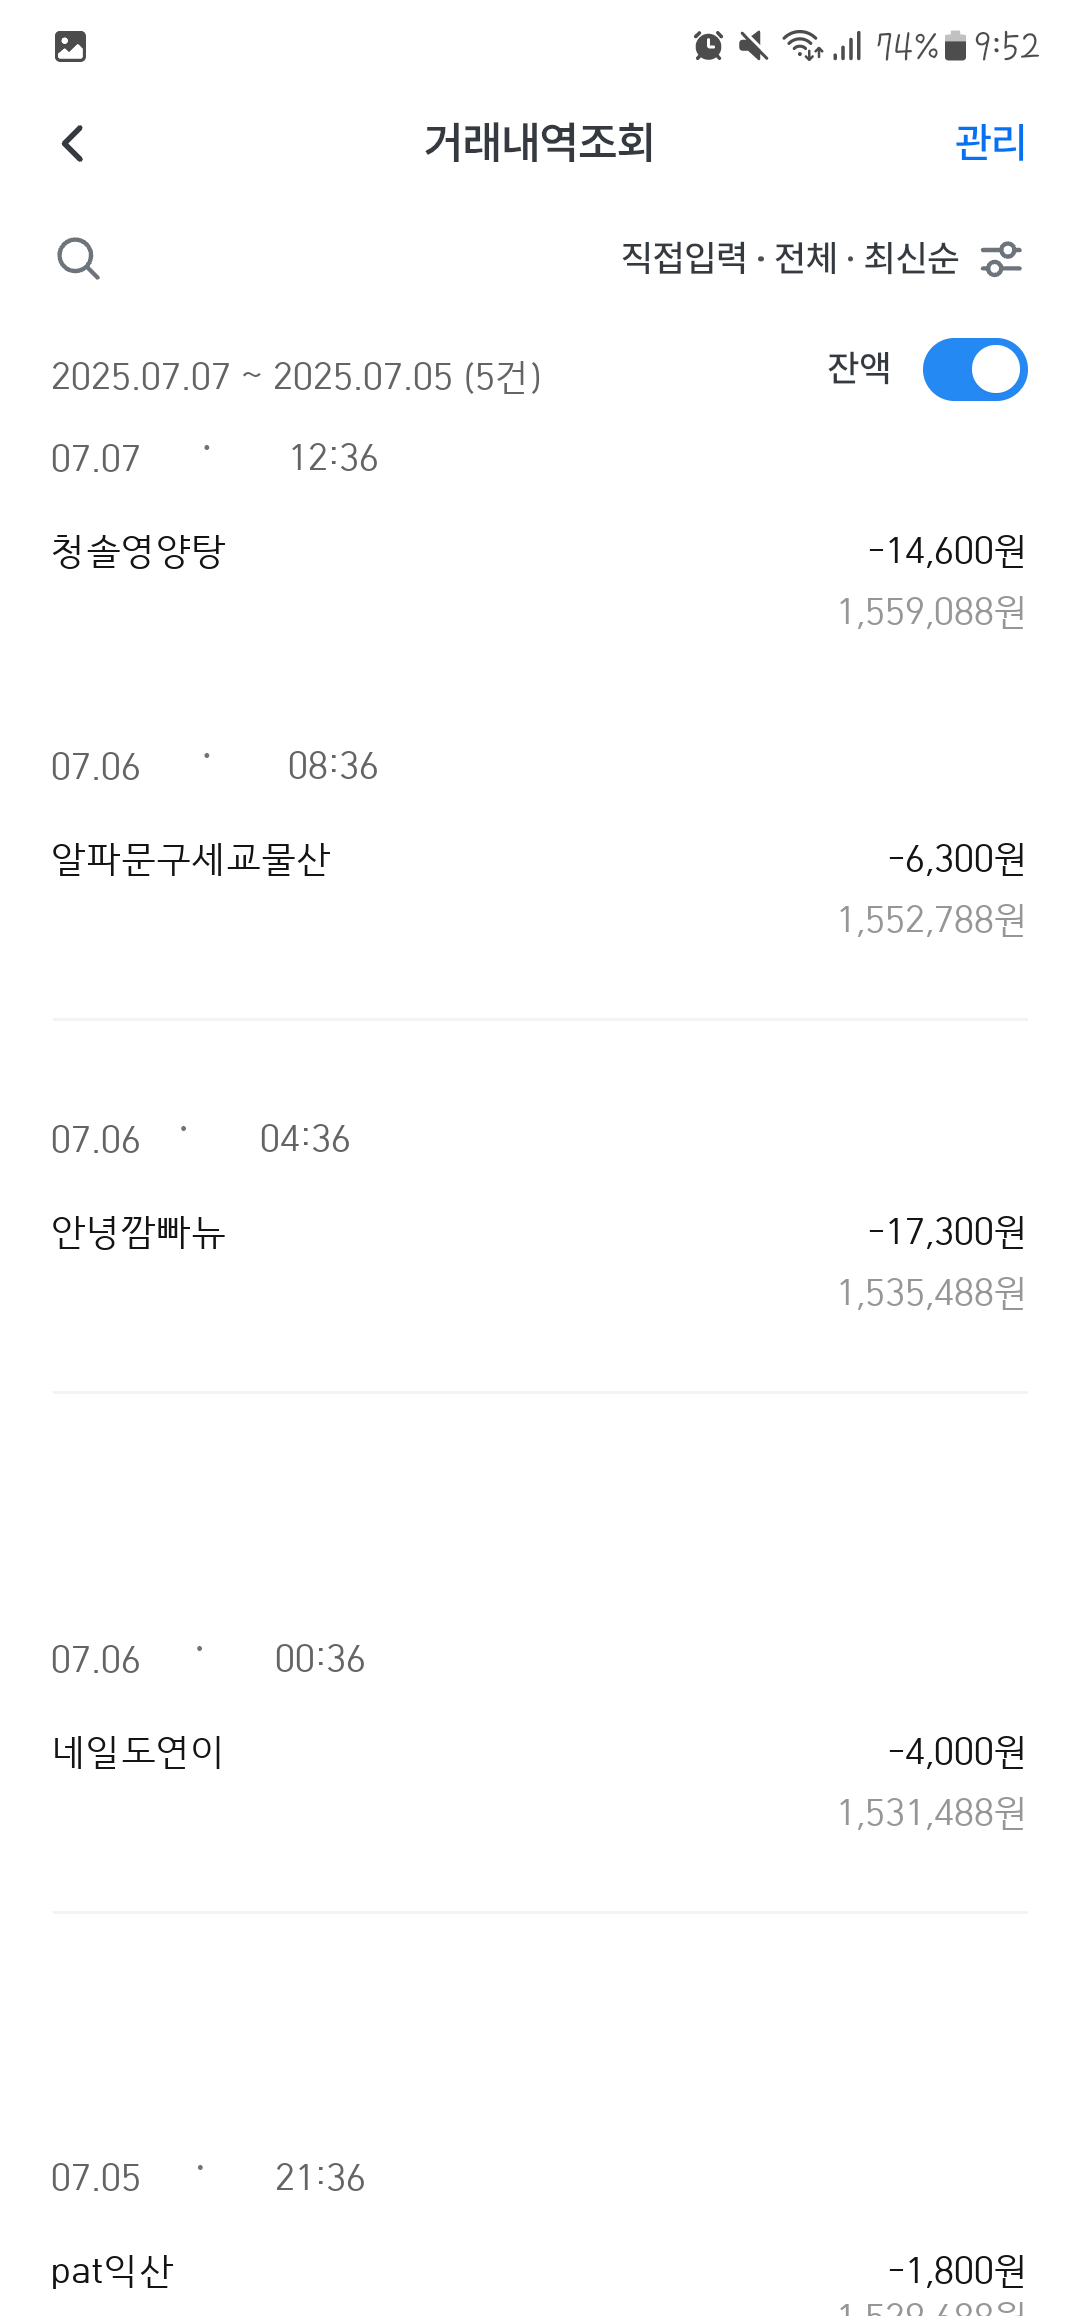 74% 9:52
거래내역조회 관리
직접입력 · 전체 · 최신순
2025.07.07 ~ 2025.07.05 (5건) 잔액
07.07 · 12:36
청솔영양탕 -14,600원
1,559,088원
07.06 · 08:36
알파문구세교물산 -6,300원
1,552,788원
07.06 · 04:36
안녕깜빠뉴 -17,300원
1,535,488원
07.06 · 00:36
네일도연이 -4,000원
1,531,488원
07.05 · 21:36
pat익산 -1,800원